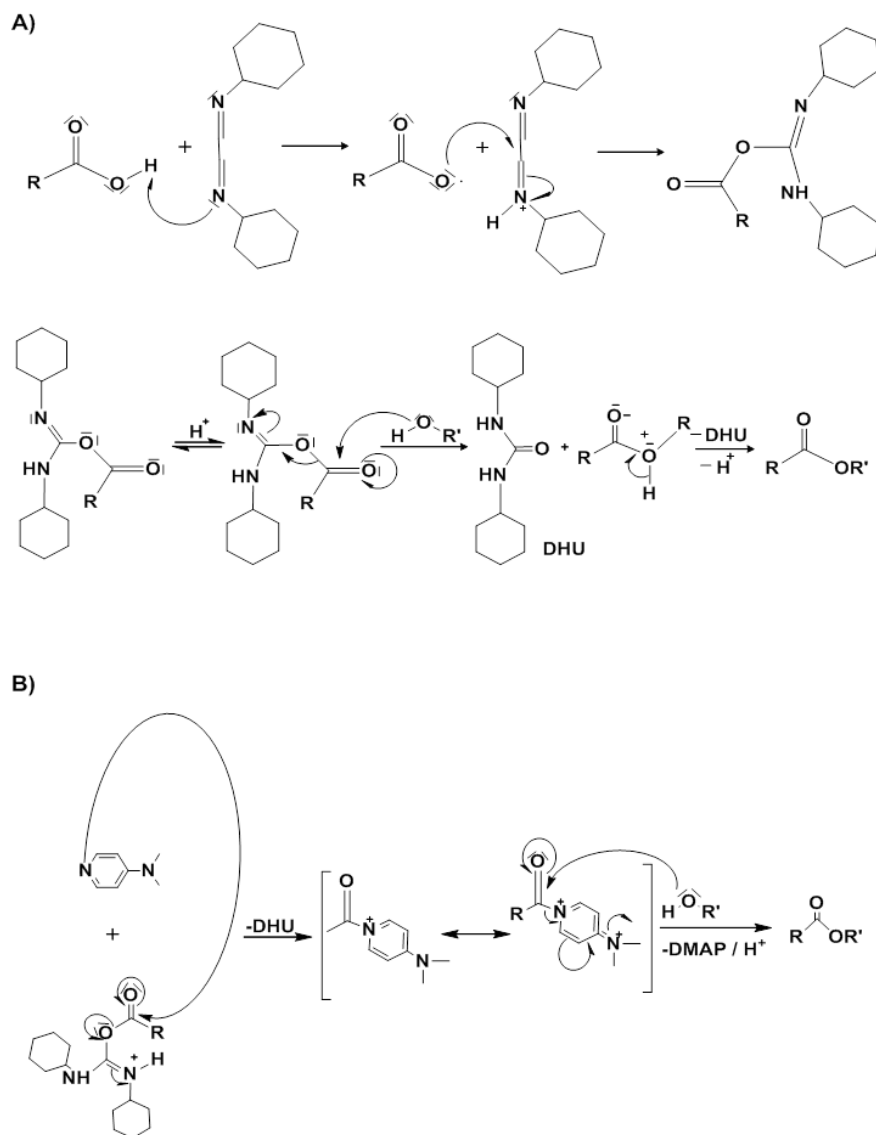 A)
N
O
N
O
N
H
+
O
+
R
O
N
R
O
N
+
H
O
O
NH
R
N
O
N
HN
O
R
H+
N
O
HN
O
R
H
O
R'
HN
O
HN
DHU
+
O
R
O
+
H
R
–DHU
– H+
O
R
OR'
B)
N
N
+
O
O
R
NH
N
+
H
-DHU
O
N
+
N
O
R
N
+
N
+
H
O
R'
-DMAP / H+
O
R
OR'